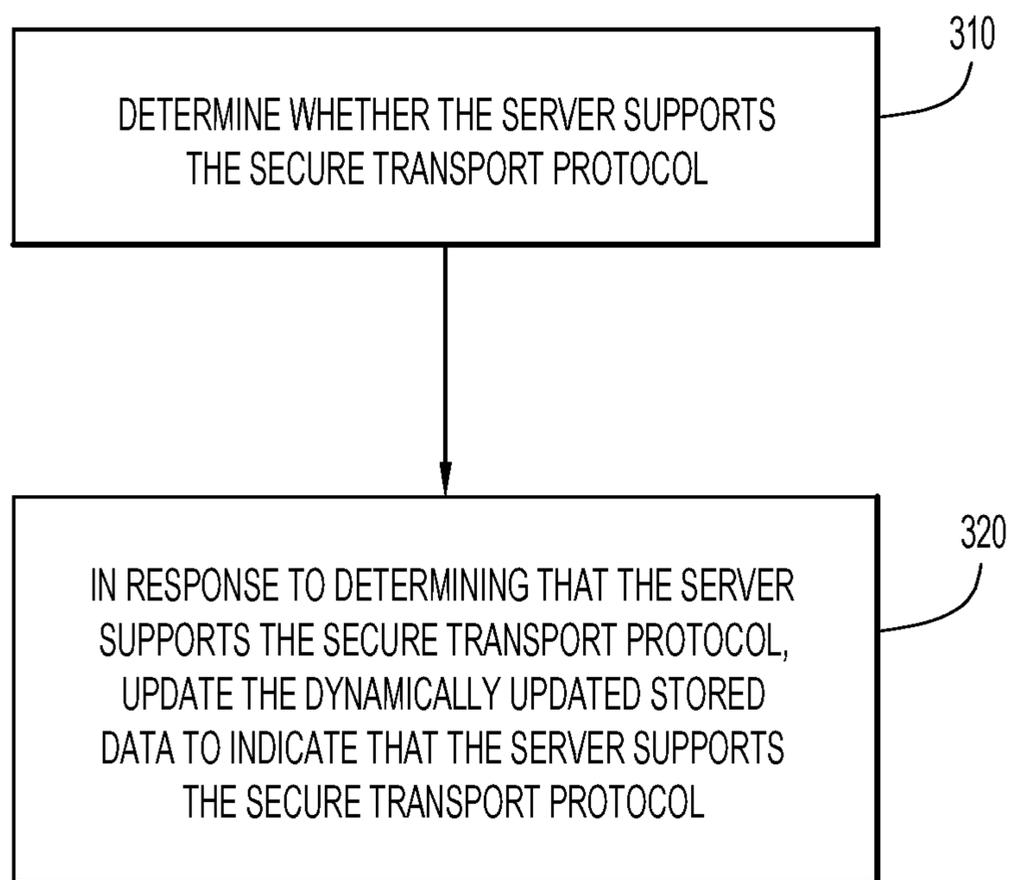 310
DETERMINE WHETHER THE SERVER SUPPORTS
THE SECURE TRANSPORT PROTOCOL
320
IN RESPONSE TO DETERMINING THAT THE SERVER
SUPPORTS THE SECURE TRANSPORT PROTOCOL,
UPDATE THE DYNAMICALLY UPDATED STORED
DATA TO INDICATE THAT THE SERVER SUPPORTS
THE SECURE TRANSPORT PROTOCOL